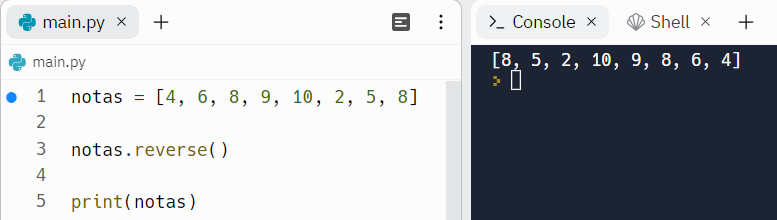 main.py × +
main.py
1 notas = [4, 6, 8, 9, 10, 2, 5, 8]
2
3 notas.reverse()
4
5 print(notas)
>_ Console × Shell × +
[8, 5, 2, 10, 9, 8, 6, 4]
>